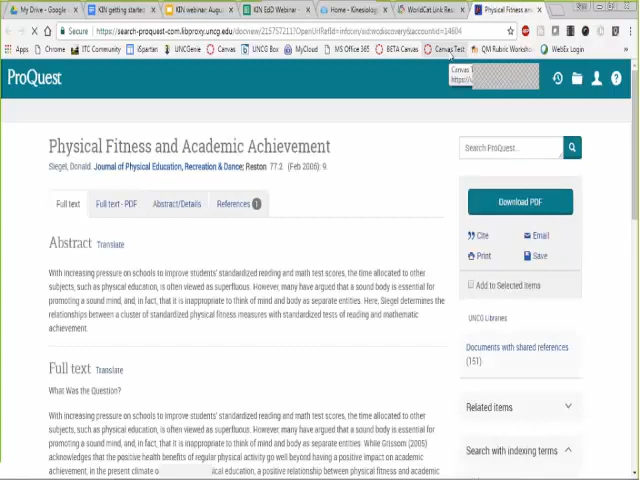 My Drive - Google
KIN getting started
KIN webinar: Augu
KIN EdD Webinar -
Home - Kinesiolog
WorldCat Link Res
Physical Fitness an
Secure https://search-proquest-com.libproxy.uncg.edu/docview/
Apps Home Chrome ITC Community iSpartan UNCGenie Canvas UNCG Box MyCloud MS Office 365 BETA Canvas Canvas Test QM Rubric Worksho WebEx Login
Canvas
https://
ProQuest
Physical Fitness and Academic Achievement
Siegel, Donald. Journal of Physical Education, Recreation & Dance; Reston 77.2 (Feb 2006): 9.
Search ProQuest...
Full text Full text - PDF Abstract/Details References 1
Download PDF
Cite Email
Print Save
Add to Selected items
UNCG Libraries
Documents with shared references
(151)
Related items
Search with indexing terms
Abstract Translate
With increasing pressure on schools to improve students' standardized reading and math test scores, the time allocated to other
subjects, such as physical education, is often viewed as superfluous. However, many have argued that a sound body is essential for
promoting a sound mind, and, in fact, that it is inappropriate to think of mind and body as separate entities. Here, Siegel determines the
relationships between a cluster of standardized physical fitness measures with standardized tests of reading and mathematic
achievement.
Full text Translate
What Was the Question?
With increasing pressure on schools to improve students' standardized reading and math test scores, the time allocated to other
subjects, such as physical education, is often viewed as superfluous. However, many have argued that a sound body is essential for
promoting a sound mind, and, in fact, that it is inappropriate to think of mind and body as separate entities. While Grissom (2005)
acknowledges that the positive health benefits of regular physical activity go well beyond having a positive impact on academic
achievement, in the present climate o ical education, a positive relationship between physical fitness and academic